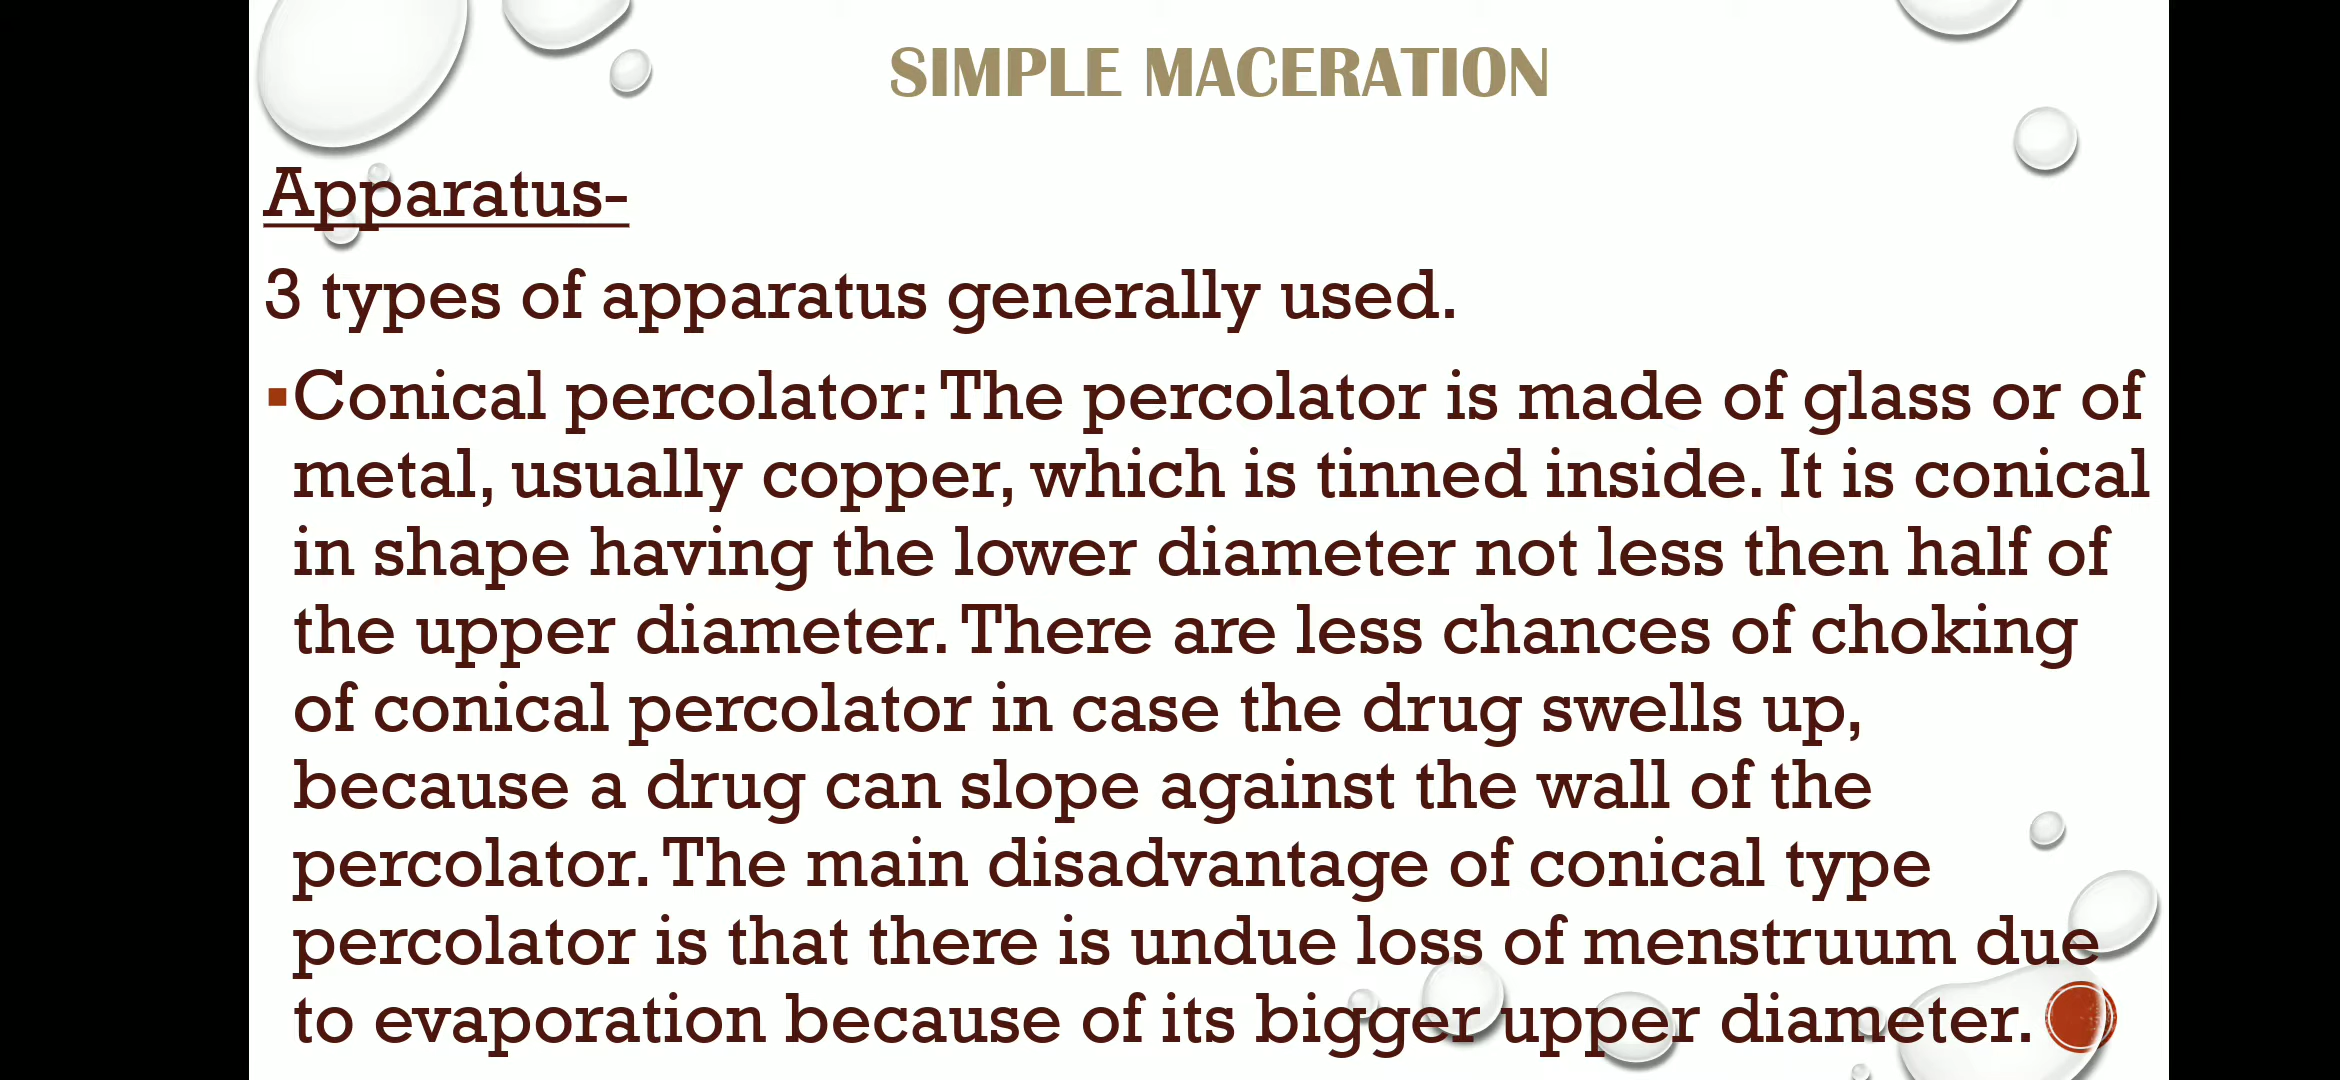 SIMPLE MACERATION
Apparatus-
3 types of apparatus generally used.
▪Conical percolator: The percolator is made of glass or of
metal, usually copper, which is tinned inside. It is conical
in shape having the lower diameter not less then half of
the upper diameter. There are less chances of choking
of conical percolator in case the drug swells up,
because a drug can slope against the wall of the
percolator. The main disadvantage of conical type
percolator is that there is undue loss of menstruum due
to evaporation because of its bigger upper diameter.